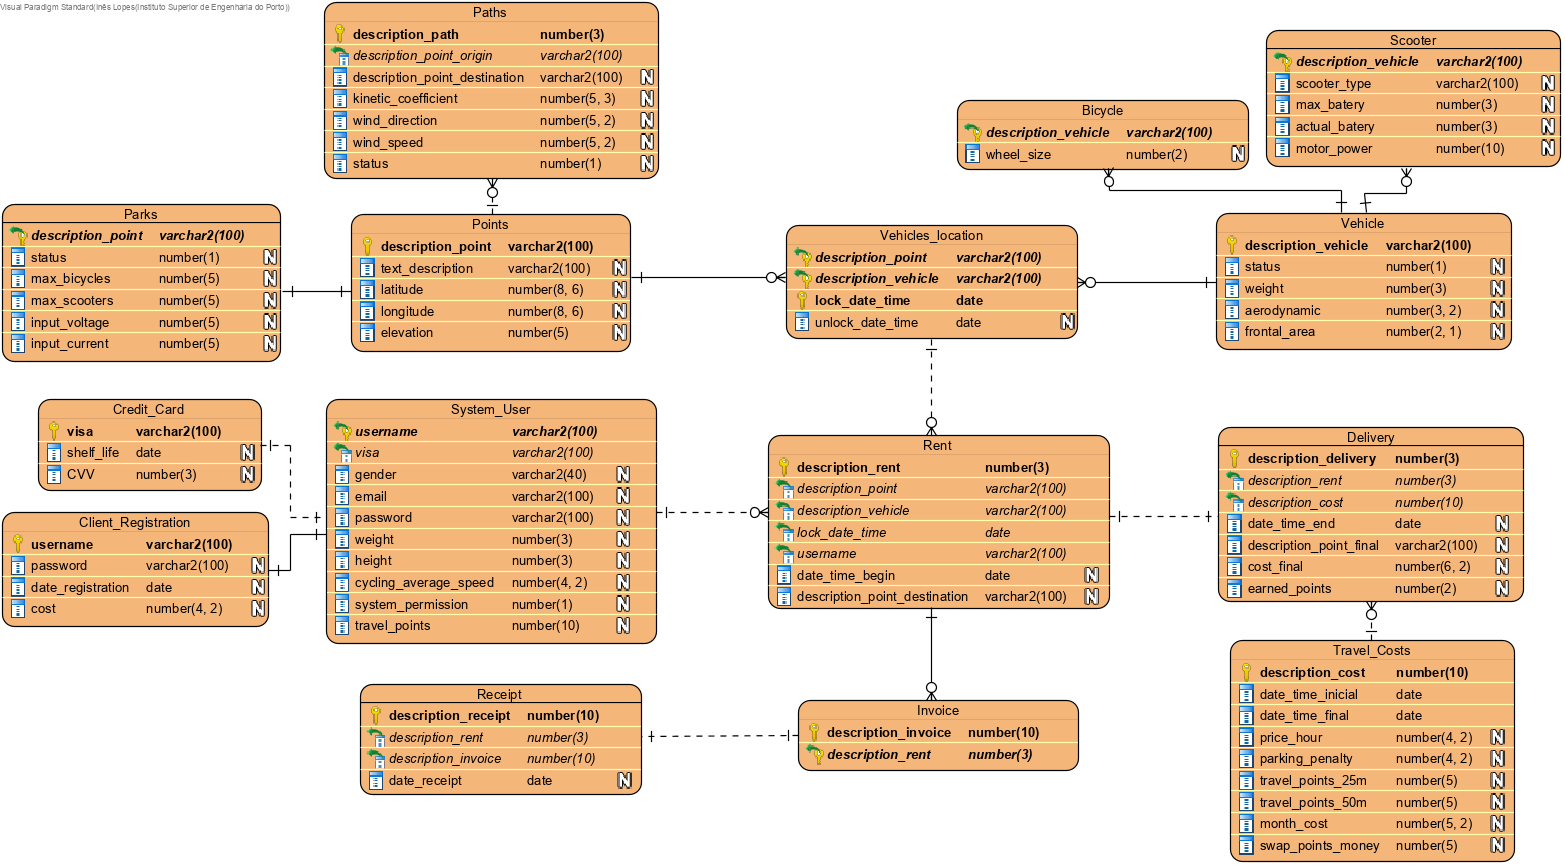 Visual Paradigm Standard(Inês Lopes(Instituto Superior de Engenharia do Porto))
Paths
description_path number(3)
description_point_origin varchar2(100)
description_point_destination varchar2(100) N
kinetic_coefficient number(5, 3) N
wind_direction number(5, 2) N
wind_speed number(5, 2) N
status number(1) N
Scooter
description_vehicle varchar2(100)
scooter_type varchar2(100) N
max_batery number(3) N
actual_batery number(3) N
motor_power number(10) N
Bicycle
description_vehicle varchar2(100)
wheel_size number(2) N
Parks
description_point varchar2(100)
status number(1) N
max_bicycles number(5) N
max_scooters number(5) N
input_voltage number(5) N
input_current number(5) N
Points
description_point varchar2(100)
text_description varchar2(100) N
latitude number(8, 6) N
longitude number(8, 6) N
elevation number(5) N
Vehicles_location
description_point varchar2(100)
description_vehicle varchar2(100)
lock_date_time date
unlock_date_time date N
Vehicle
description_vehicle varchar2(100)
status number(1) N
weight number(3) N
aerodynamic number(3, 2) N
frontal_area number(2, 1) N
Credit_Card
visa varchar2(100)
shelf_life date N
CVV number(3) N
Client_Registration
username varchar2(100)
password varchar2(100) N
date_registration date N
cost number(4, 2) N
System_User
username varchar2(100)
visa varchar2(100)
gender varchar2(40) N
email varchar2(100) N
password varchar2(100) N
weight number(3) N
height number(3) N
cycling_average_speed number(4, 2) N
system_permission number(1) N
travel_points number(10) N
Rent
description_rent number(3)
description_point varchar2(100)
description_vehicle varchar2(100)
lock_date_time date
username varchar2(100)
date_time_begin date N
description_point_destination varchar2(100) N
Delivery
description_delivery number(3)
description_rent number(3)
description_cost number(10)
date_time_end date N
description_point_final varchar2(100) N
cost_final number(6, 2) N
earned_points number(2) N
Receipt
description_receipt number(10)
description_rent number(3)
description_invoice number(10)
date_receipt date N
Invoice
description_invoice number(10)
description_rent number(3)
Travel_Costs
description_cost number(10)
date_time_inicial date
date_time_final date
price_hour number(4, 2) N
parking_penalty number(4, 2) N
travel_points_25m number(5) N
travel_points_50m number(5) N
month_cost number(5, 2) N
swap_points_money number(5) N